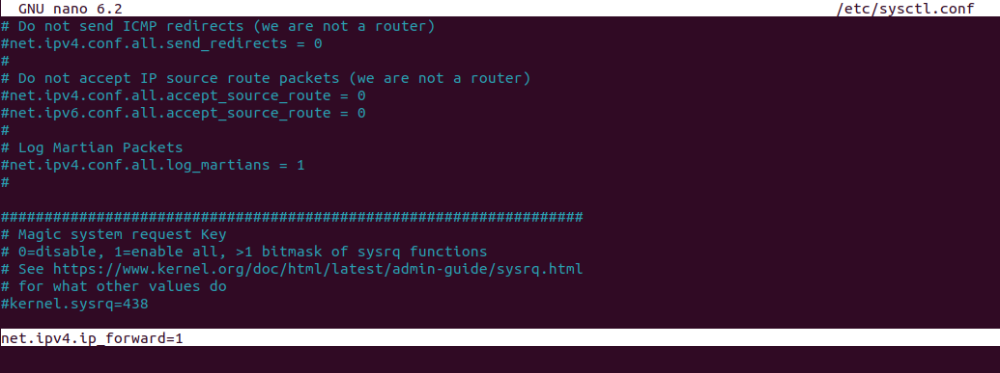 GNU nano 6.2 /etc/sysctl.conf
# Do not send ICMP redirects (we are not a router)
#net.ipv4.conf.all.send_redirects = 0
#
# Do not accept IP source route packets (we are not a router)
#net.ipv4.conf.all.accept_source_route = 0
#net.ipv6.conf.all.accept_source_route = 0
#
# Log Martian Packets
#net.ipv4.conf.all.log_martians = 1
#
###################################################################
# Magic system request Key
# 0=disable, 1=enable all, >1 bitmask of sysrq functions
# See https://www.kernel.org/doc/html/latest/admin-guide/sysrq.html
# for what other values do
#kernel.sysrq=438
net.ipv4.ip_forward=1